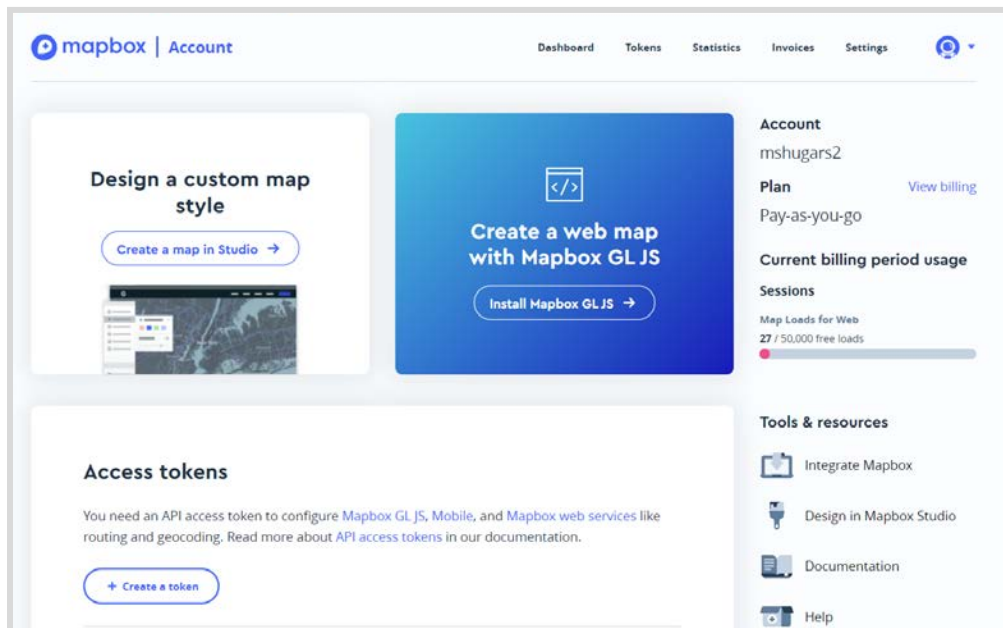 mapbox | Account
Dashboard
Tokens
Statistics
Invoices
Settings
Design a custom map
style
Create a map in Studio →
</>
Create a web map
with Mapbox GL JS
Install Mapbox GL JS →
Account
mshugars2
Plan
View billing
Pay-as-you-go
Current billing period usage
Sessions
Map Loads for Web
27 / 50,000 free loads
Access tokens
You need an API access token to configure Mapbox GL JS, Mobile, and Mapbox web services like
routing and geocoding. Read more about API access tokens in our documentation.
+ Create a token
Tools & resources
Integrate Mapbox
Design in Mapbox Studio
Documentation
Help